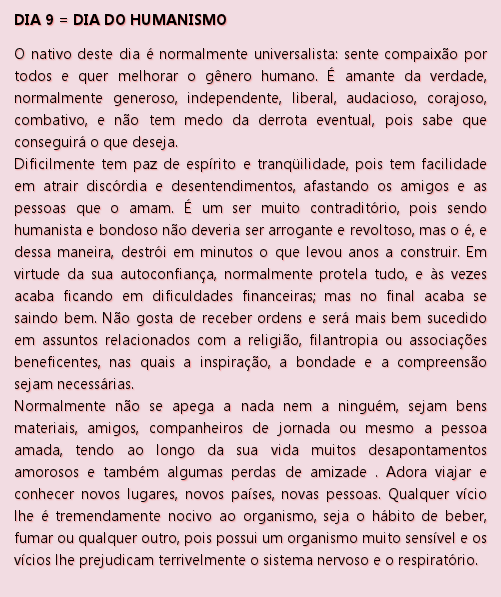 DIA 9 = DIA DO HUMANISMO
O nativo deste dia é normalmente universalista: sente compaixão por
todos e quer melhorar o gênero humano. É amante da verdade,
normalmente generoso, independente, liberal, audacioso, corajoso,
combativo, e não tem medo da derrota eventual, pois sabe que
conseguirá o que deseja.
Dificilmente tem paz de espírito e tranqüilidade, pois tem facilidade
em atrair discórdia e desentendimentos, afastando os amigos e as
pessoas que o amam. É um ser muito contraditório, pois sendo
humanista e bondoso não deveria ser arrogante e revoltoso, mas o é, e
dessa maneira, destrói em minutos o que levou anos a construir. Em
virtude da sua autoconfiança, normalmente protela tudo, e às vezes
acaba ficando em dificuldades financeiras; mas no final acaba se
saindo bem. Não gosta de receber ordens e será mais bem sucedido
em assuntos relacionados com a religião, filantropia ou associações
beneficentes, nas quais a inspiração, a bondade e a compreensão
sejam necessárias.
Normalmente não se apega a nada nem a ninguém, sejam bens
materiais, amigos, companheiros de jornada ou mesmo a pessoa
amada, tendo ao longo da sua vida muitos desapontamentos
amorosos e também algumas perdas de amizade . Adora viajar e
conhecer novos lugares, novos países, novas pessoas. Qualquer vício
lhe é tremendamente nocivo ao organismo, seja o hábito de beber,
fumar ou qualquer outro, pois possui um organismo muito sensível e os
vícios lhe prejudicam terrivelmente o sistema nervoso e o respiratório.